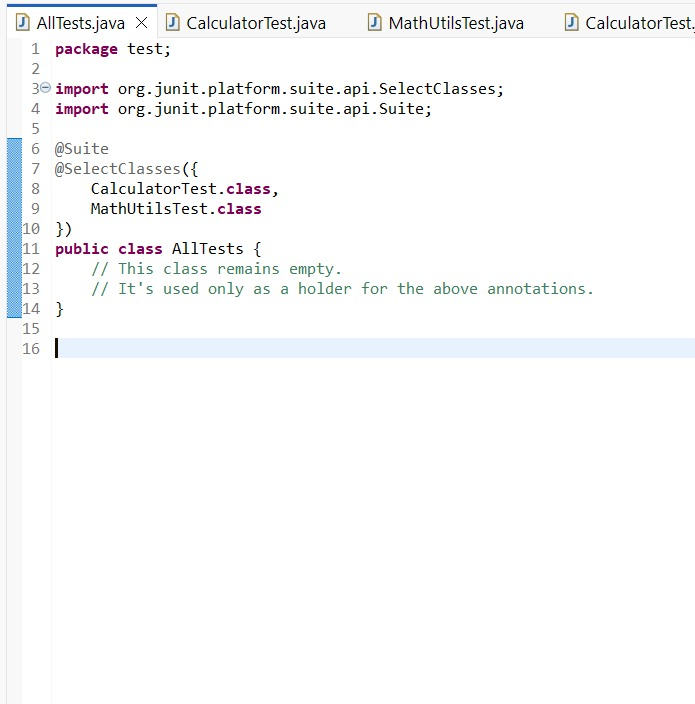 AllTests.java
CalculatorTest.java
MathUtilsTest.java
CalculatorTest.
1 package test;
2
3 import org.junit.platform.suite.api.SelectClasses;
4 import org.junit.platform.suite.api.Suite;
5
6 @Suite
7 @SelectClasses({
8     CalculatorTest.class,
9     MathUtilsTest.class
10 })
11 public class AllTests {
12     // This class remains empty.
13     // It's used only as a holder for the above annotations.
14 }
15
16